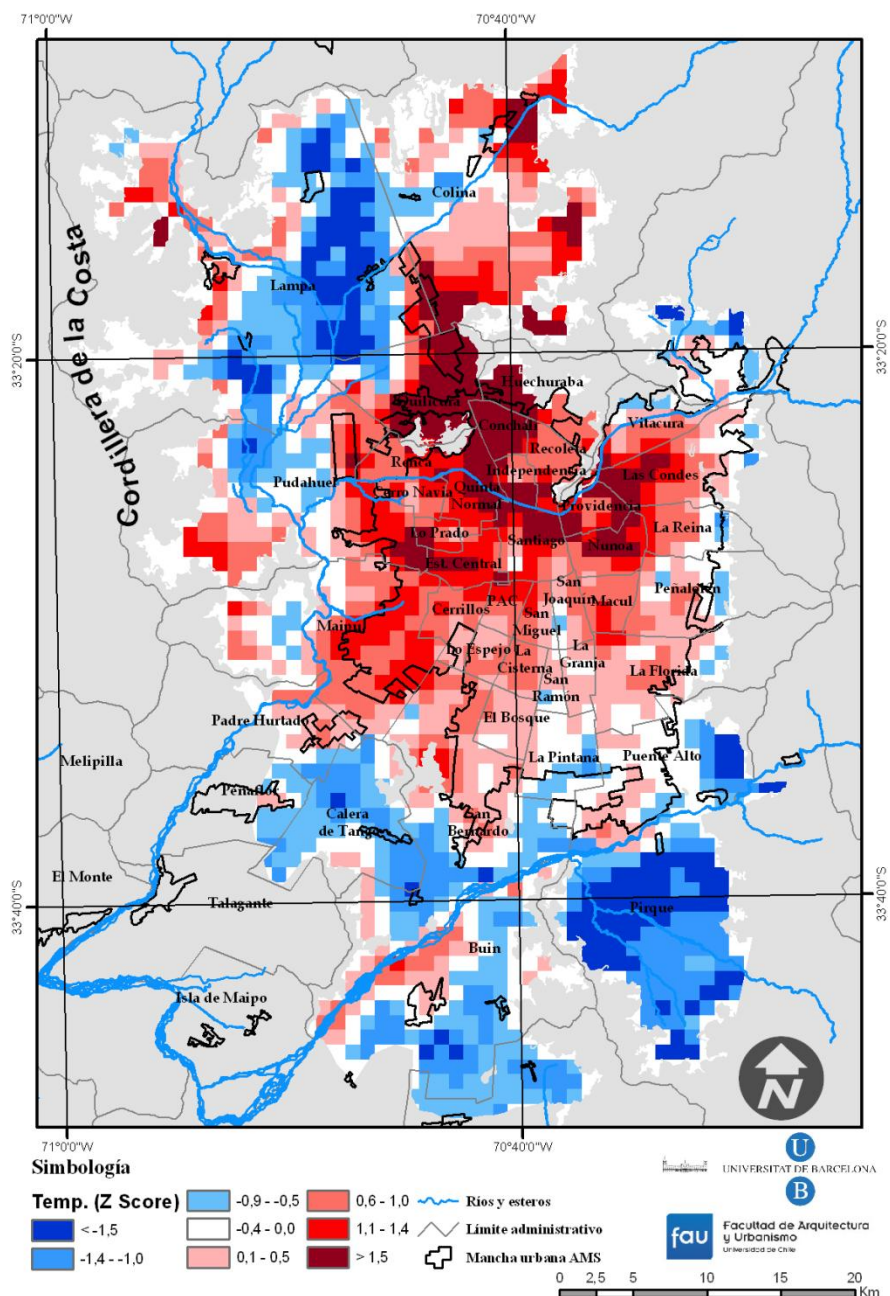 71°0'0"W
70°40'0"W
Cordillera de la Costa
Colina
Lampa
33°20'0"S
33°20'0"S
Huechuraba
Quilicura
Conchalí
Vitacura
Recoleta
Renca
Independencia
Las Condes
Pudahuel
Cerro Navia
Quinta
Normal
Providencia
La Reina
Lo Prado
Santiago
Ñuñoa
Est. Central
San
Joaquín
Peñalolén
PAC
Macul
Cerrillos
San
Miguel
Maipú
La
Granja
Lo Espejo
La
Cisterna
La Florida
San
Ramón
Padre Hurtado
El Bosque
Melipilla
La Pintana
Puente Alto
Peñaflor
Calera
de Tango
San
Bernardo
El Monte
Talagante
33°40'0"S
33°40'0"S
Pirque
Buin
Isla de Maipo
N
71°0'0"W
70°40'0"W
Simbología
Temp. (Z Score)
< -1,5
-1,4 - -1,0
-0,9 - -0,5
-0,4 - 0,0
0,1 - 0,5
0,6 - 1,0
1,1 - 1,4
> 1,5
Ríos y esteros
Límite administrativo
Mancha urbana AMS
UNIVERSITAT DE BARCELONA
U
B
fau
Facultad de Arquitectura
y Urbanismo
Universidad de Chile
0 2,5 5 10 15 20
Km